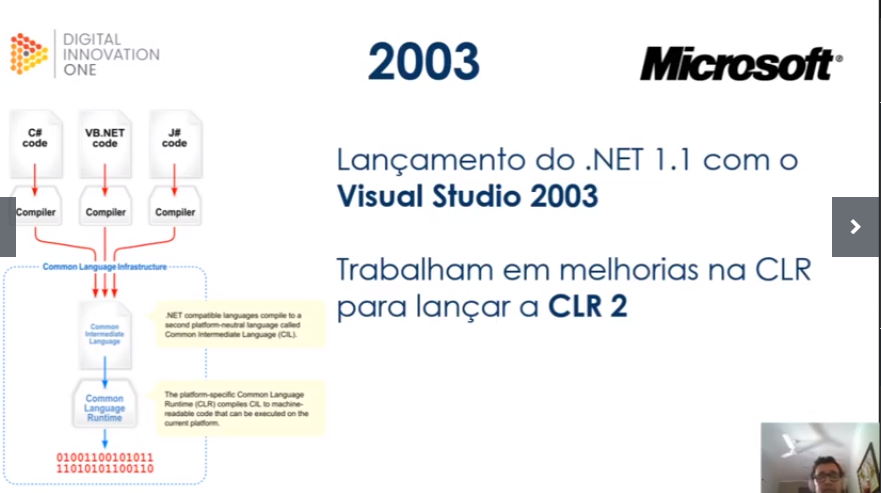 DIGITAL
INNOVATION
ONE
2003
Microsoft®
C#
code
VB.NET
code
J#
code
Compiler
Compiler
Compiler
Common Language Infrastructure
Common
Intermediate
Language
.NET compatible languages compile to a
second platform-neutral language called
Common Intermediate Language (CIL).
Common
Language
Runtime
The platform-specific Common Language
Runtime (CLR) compiles CIL to machine-
readable code that can be executed on the
current platform.
01001100101011
11010101100110
Lançamento do .NET 1.1 com o
Visual Studio 2003
Trabalham em melhorias na CLR
para lançar a CLR 2